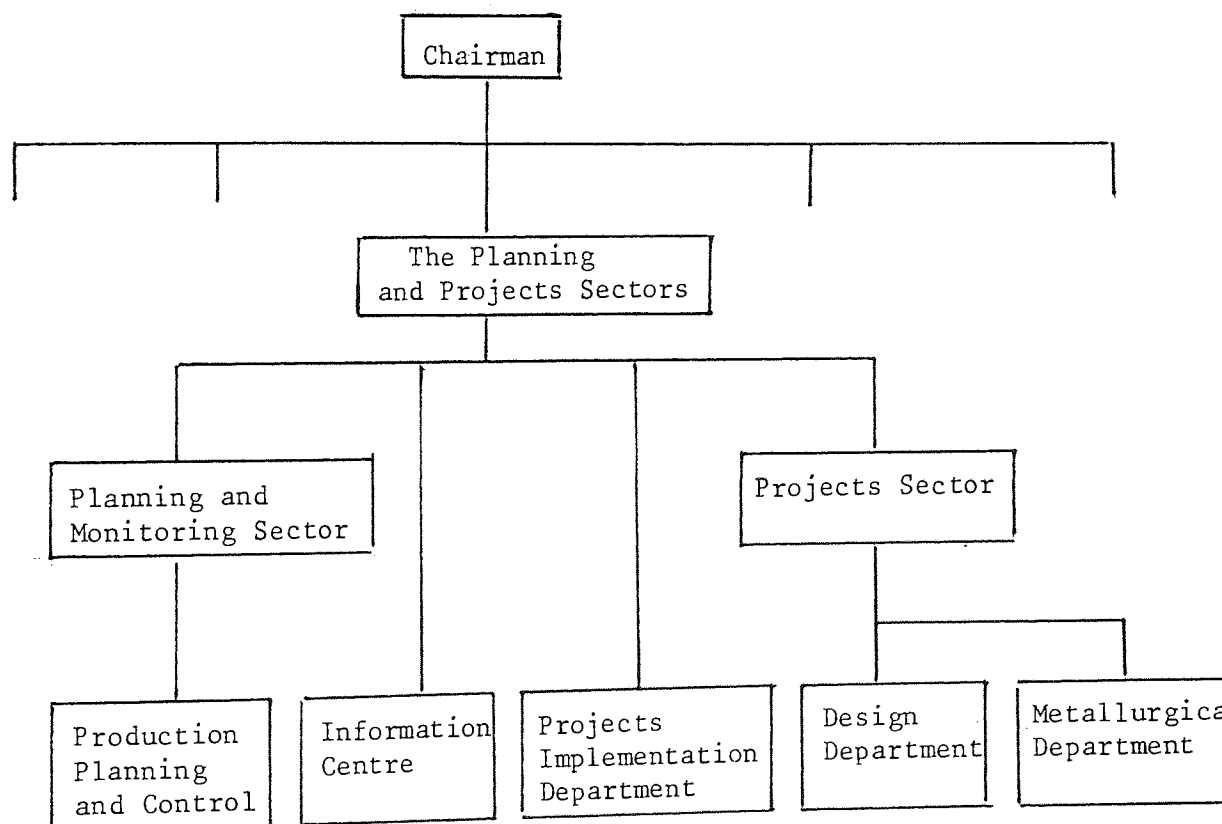 Chairman
The Planning
and Projects Sectors
Planning and
Monitoring Sector
Projects Sector
Production
Planning
and Control
Information
Centre
Projects
Implementation
Department
Design
Department
Metallurgica
Department